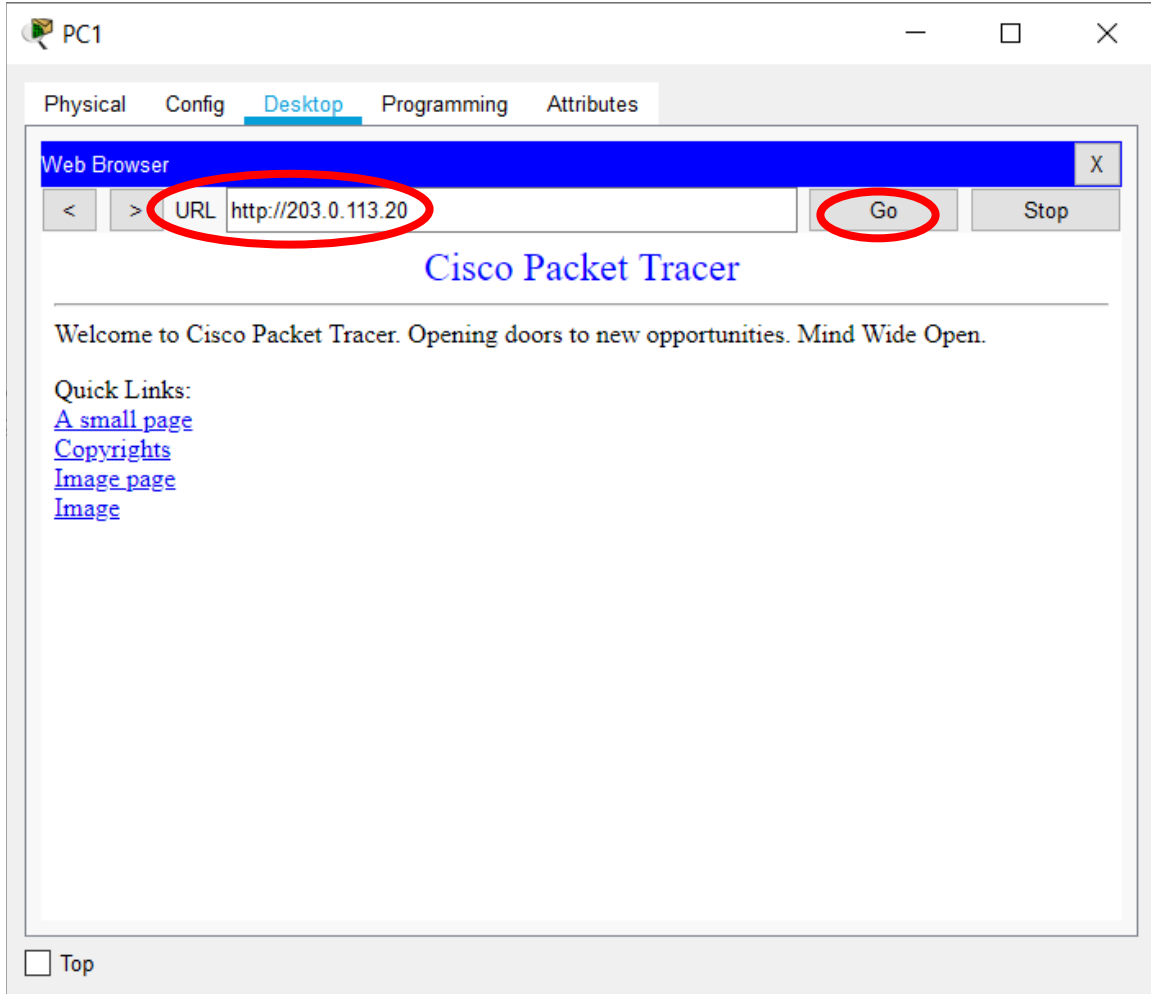 PC1
Physical Config Desktop Programming Attributes
Web Browser X
< > URL http://203.0.113.20 Go Stop
Cisco Packet Tracer
Welcome to Cisco Packet Tracer. Opening doors to new opportunities. Mind Wide Open.
Quick Links:
A small page
Copyrights
Image page
Image
Top